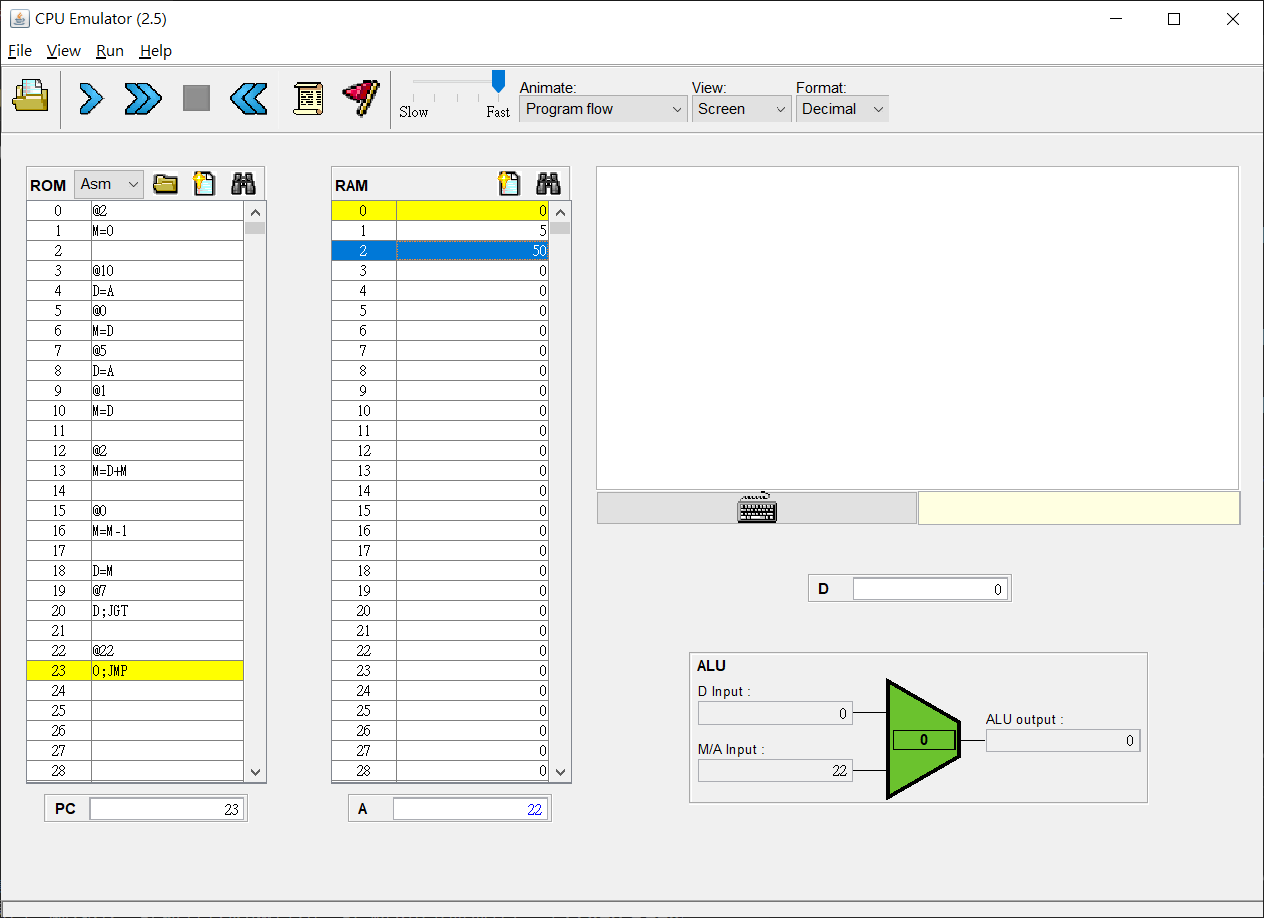 CPU Emulator (2.5)
File View Run Help
Slow Fast
Animate: View: Format:
Program flow Screen Decimal
ROM Asm
0 @2
1 M=0
2
3 @10
4 D=A
5 @0
6 M=D
7 @5
8 D=A
9 @1
10 M=D
11
12 @2
13 M=D+M
14
15 @0
16 M=M-1
17
18 D=M
19 @7
20 D;JGT
21
22 @22
23 0;JMP
24
25
26
27
28
PC 23
RAM
0 0
1 5
2 50
3 0
4 0
5 0
6 0
7 0
8 0
9 0
10 0
11 0
12 0
13 0
14 0
15 0
16 0
17 0
18 0
19 0
20 0
21 0
22 0
23 0
24 0
25 0
26 0
27 0
28 0
A 22
D 0
ALU
D Input :
0
M/A Input :
22
0
ALU output :
0